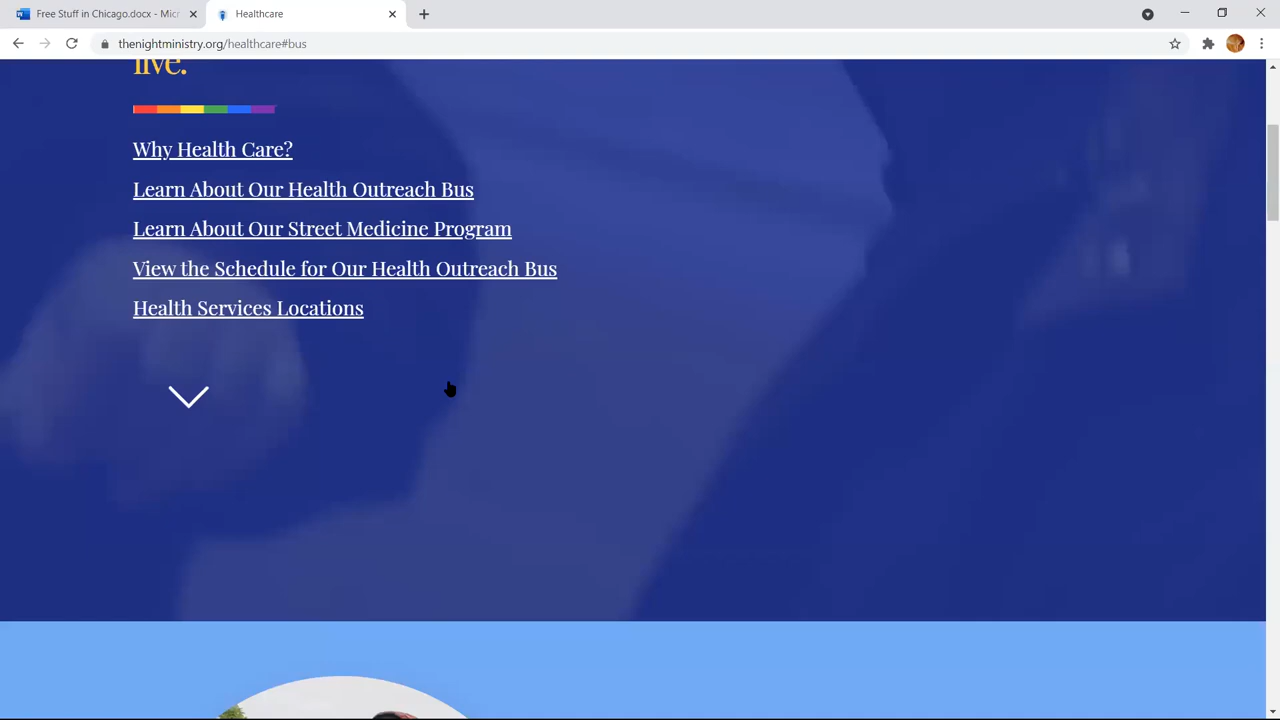 Free Stuff in Chicago.docx - Mic
Healthcare
thenightministry.org/healthcare#bus
live.
Why Health Care?
Learn About Our Health Outreach Bus
Learn About Our Street Medicine Program
View the Schedule for Our Health Outreach Bus
Health Services Locations